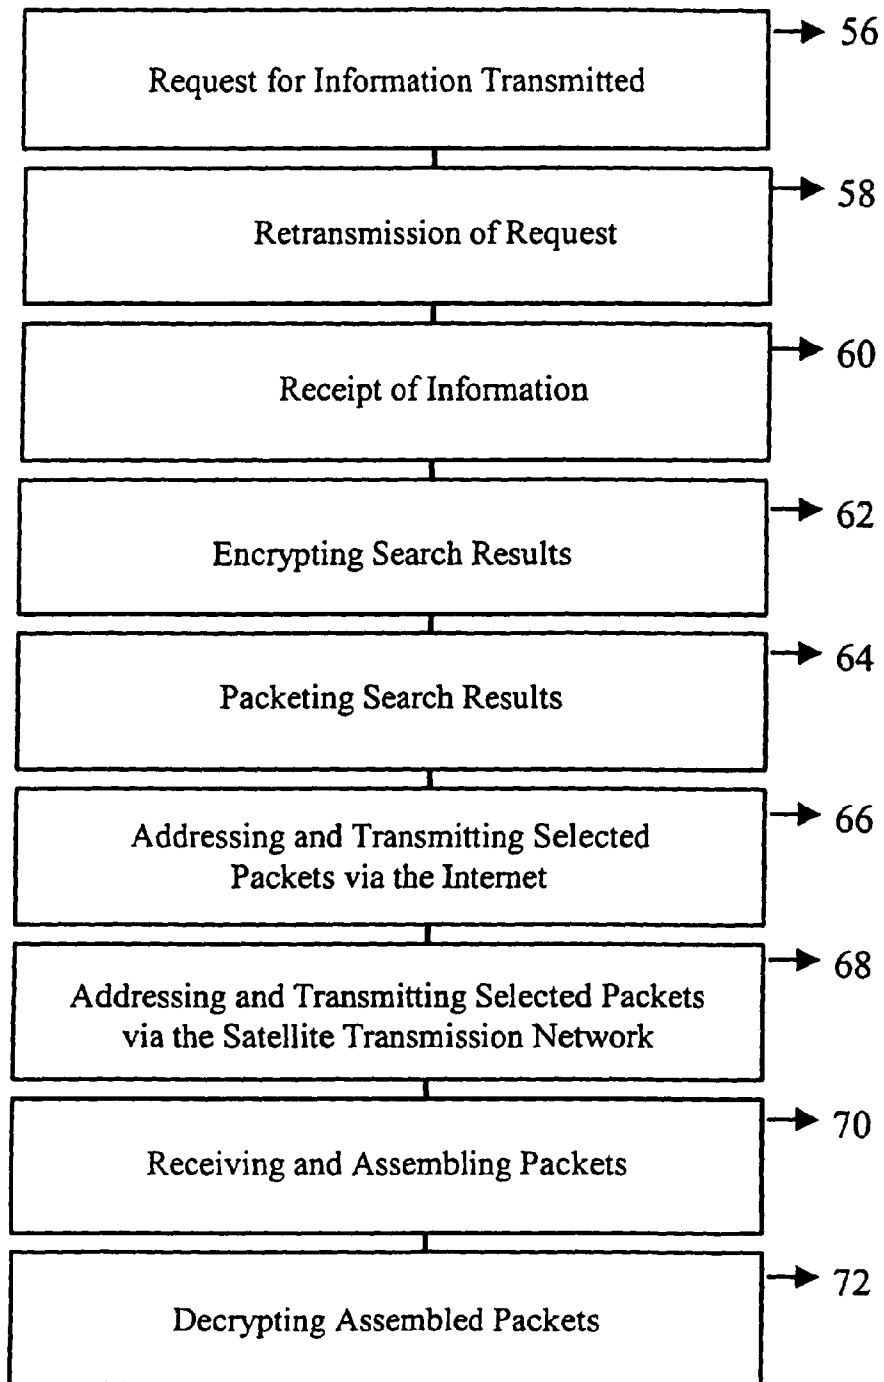 56
Request for Information Transmitted
58
Retransmission of Request
60
Receipt of Information
62
Encrypting Search Results
64
Packeting Search Results
66
Addressing and Transmitting Selected
Packets via the Internet
68
Addressing and Transmitting Selected Packets
via the Satellite Transmission Network
70
Receiving and Assembling Packets
72
Decrypting Assembled Packets